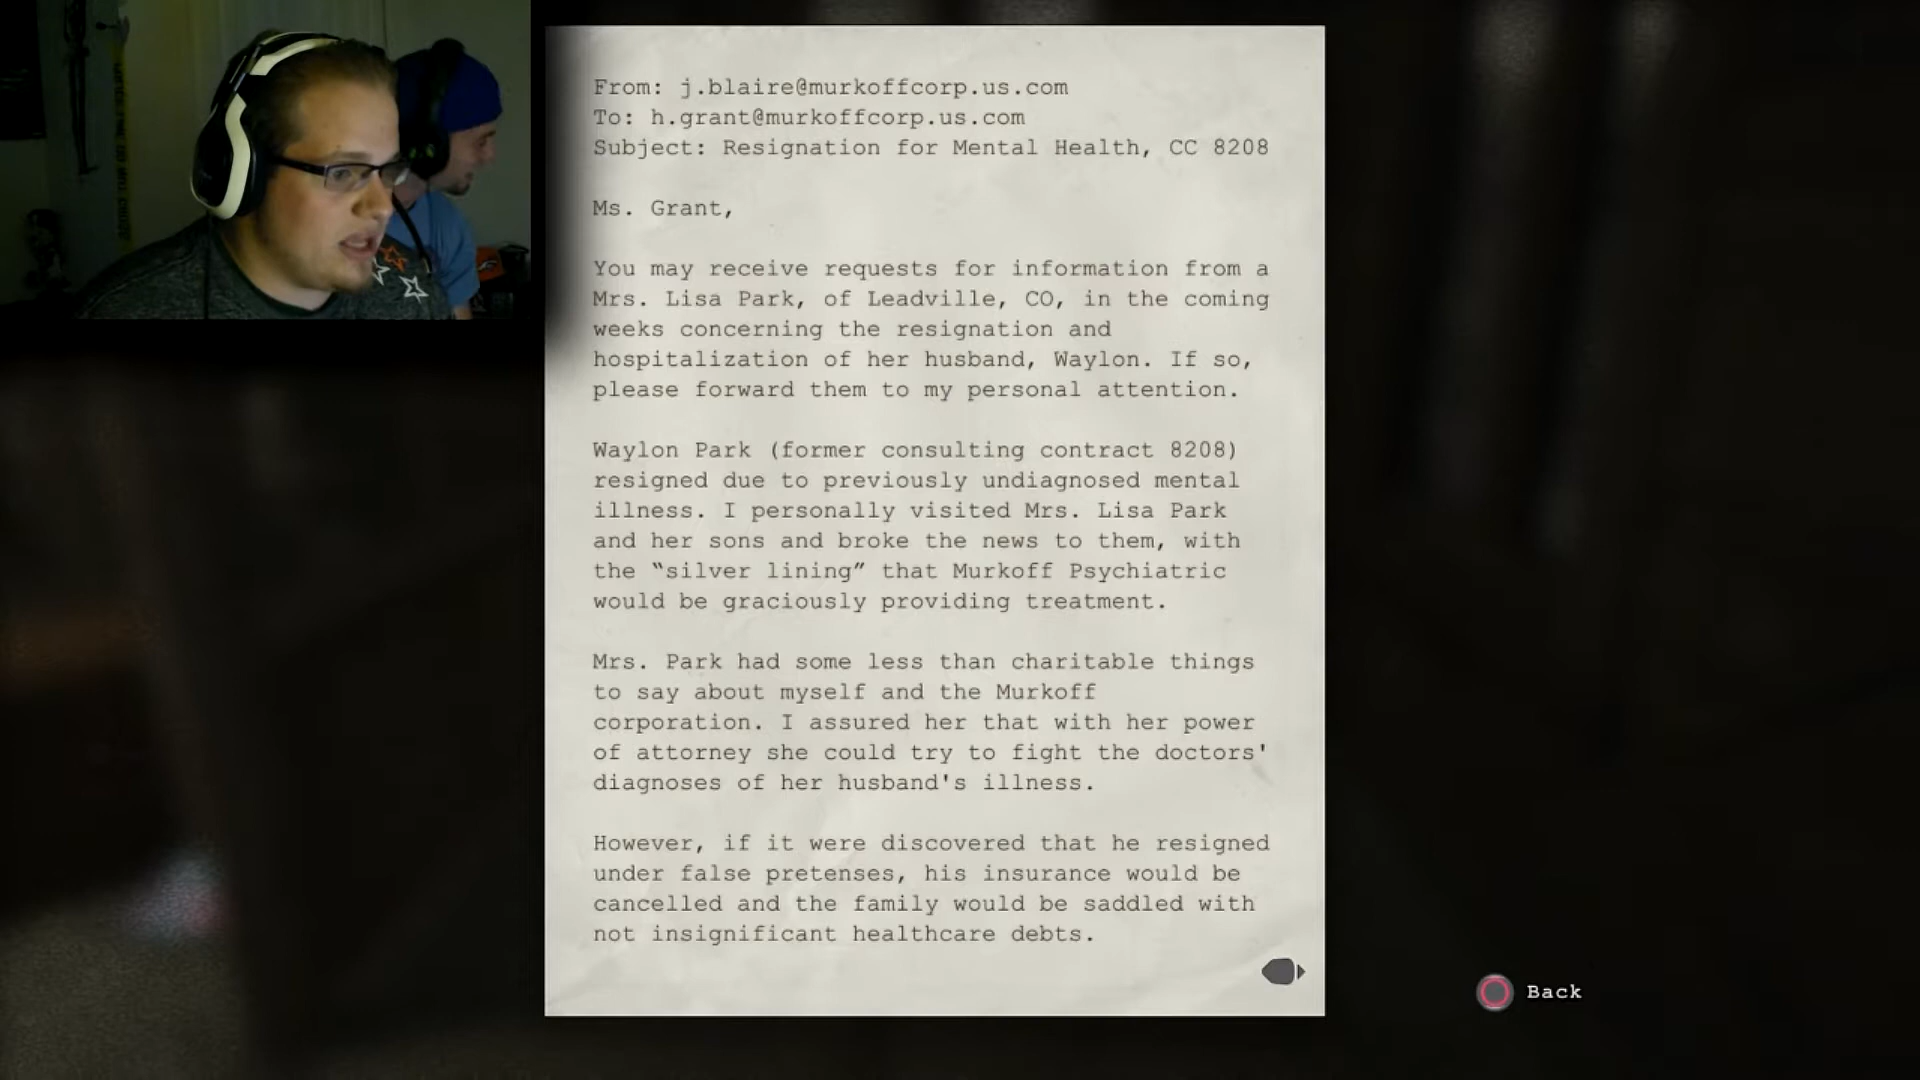 From: j.blaire@murkoffcorp.us.com
To: h.grant@murkoffcorp.us.com
Subject: Resignation for Mental Health, CC 8208
Ms. Grant,
You may receive requests for information from a
Mrs. Lisa Park, of Leadville, CO, in the coming
weeks concerning the resignation and
hospitalization of her husband, Waylon. If so,
please forward them to my personal attention.
Waylon Park (former consulting contract 8208)
resigned due to previously undiagnosed mental
illness. I personally visited Mrs. Lisa Park
and her sons and broke the news to them, with
the “silver lining” that Murkoff Psychiatric
would be graciously providing treatment.
Mrs. Park had some less than charitable things
to say about myself and the Murkoff
corporation. I assured her that with her power
of attorney she could try to fight the doctors'
diagnoses of her husband's illness.
However, if it were discovered that he resigned
under false pretenses, his insurance would be
cancelled and the family would be saddled with
not insignificant healthcare debts.
Back